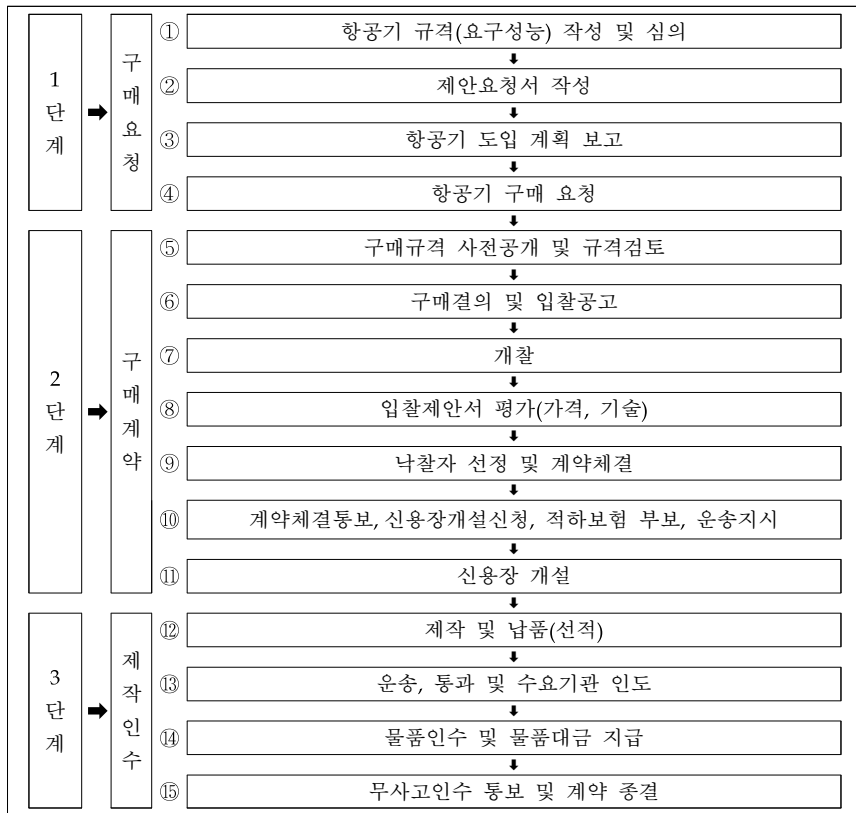 1단계
구매요청
① 항공기 규격(요구성능) 작성 및 심의
② 제안요청서 작성
③ 항공기 도입 계획 보고
④ 항공기 구매 요청
2단계
구매계약
⑤ 구매규격 사전공개 및 규격검토
⑥ 구매결의 및 입찰공고
⑦ 개찰
⑧ 입찰제안서 평가(가격, 기술)
⑨ 낙찰자 선정 및 계약체결
⑩ 계약체결통보, 신용장개설신청, 적하보험 부보, 운송지시
⑪ 신용장 개설
3단계
제작인수
⑫ 제작 및 납품(선적)
⑬ 운송, 통과 및 수요기관 인도
⑭ 물품인수 및 물품대금 지급
⑮ 무사고인수 통보 및 계약 종결